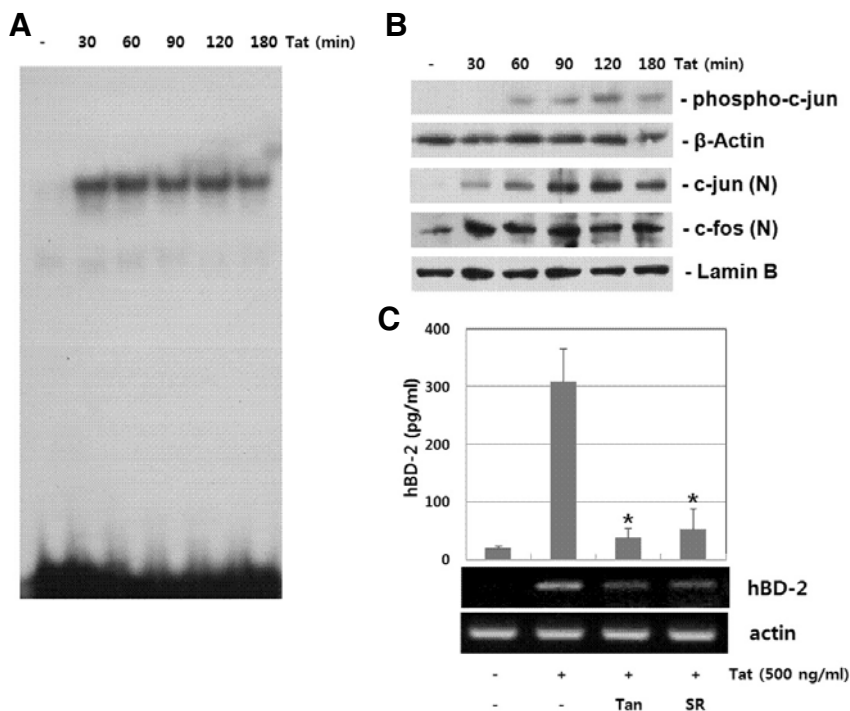 A
- 30 60 90 120 180 Tat (min)
B
- 30 60 90 120 180 Tat (min)
- phospho-c-jun
- β-Actin
- c-jun (N)
- c-fos (N)
- Lamin B
C
hBD-2 (pg/ml)
400
300
200
100
0
* *
hBD-2
actin
- + + + Tat (500 ng/ml)
- - Tan SR